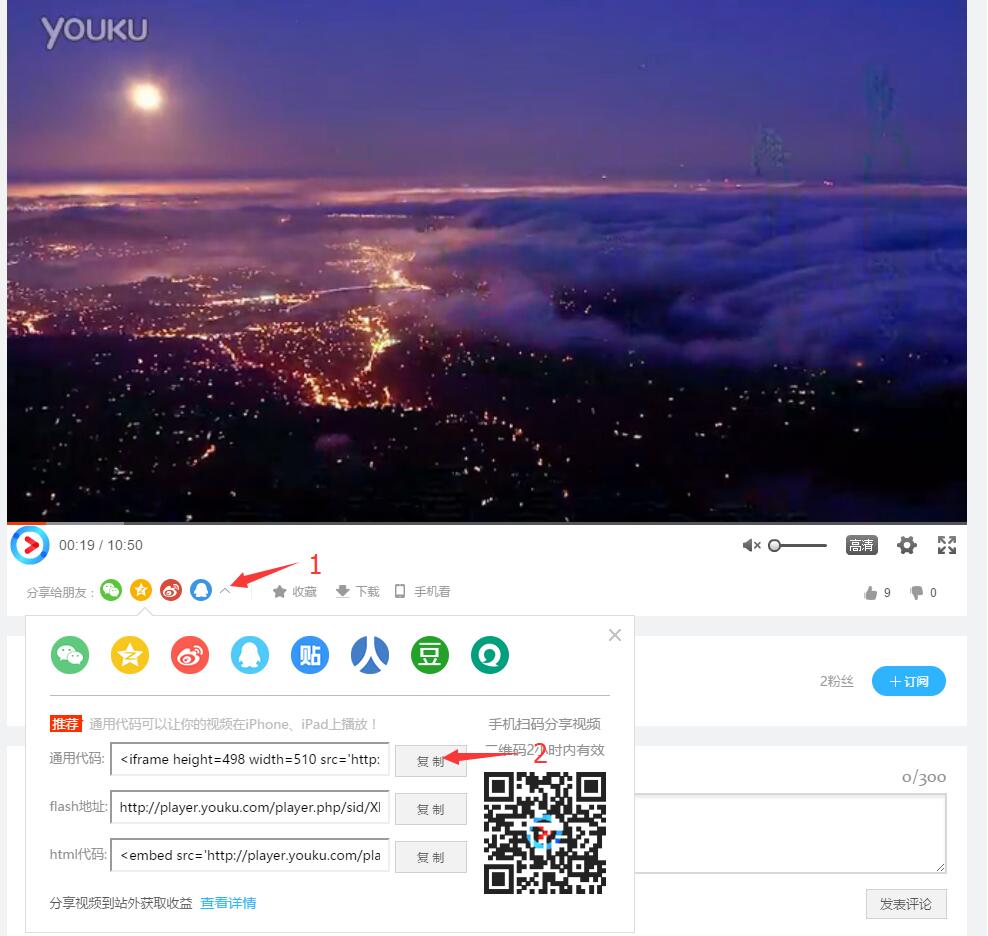 YOUKU
00:19 / 10:50
高清
1
分享给朋友:
收藏
下载
手机看
9
0
贴
人
豆
2粉丝
+订阅
推荐 通用代码可以让你的视频在iPhone、iPad上播放！
手机扫码分享视频
二维码2小时内有效
2
通用代码: <iframe height=498 width=510 src='http: 复 制
0/300
flash地址: http://player.youku.com/player.php/sid/XI 复 制
html代码: <embed src='http://player.youku.com/pla 复 制
分享视频到站外获取收益 查看详情
发表评论